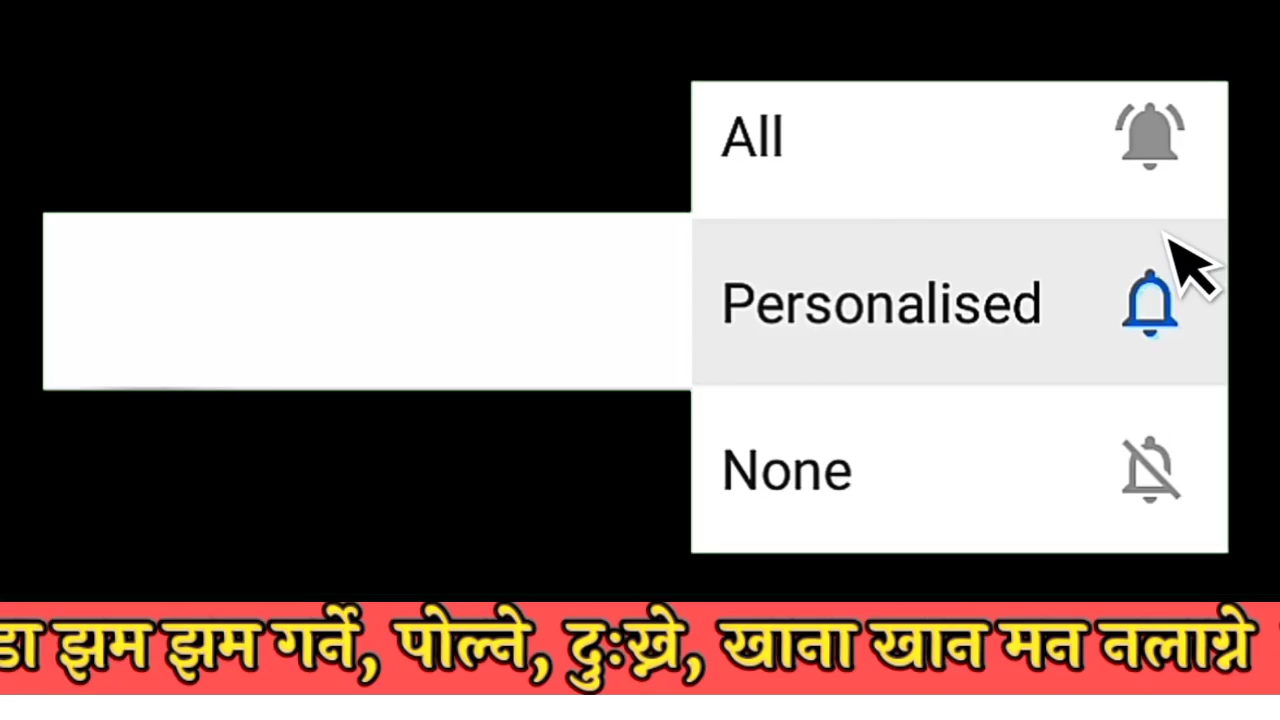 All
Personalised
None
झम झम गर्ने, पोल्ने, दुःख्ने, खाना खान मन नलाग्ने